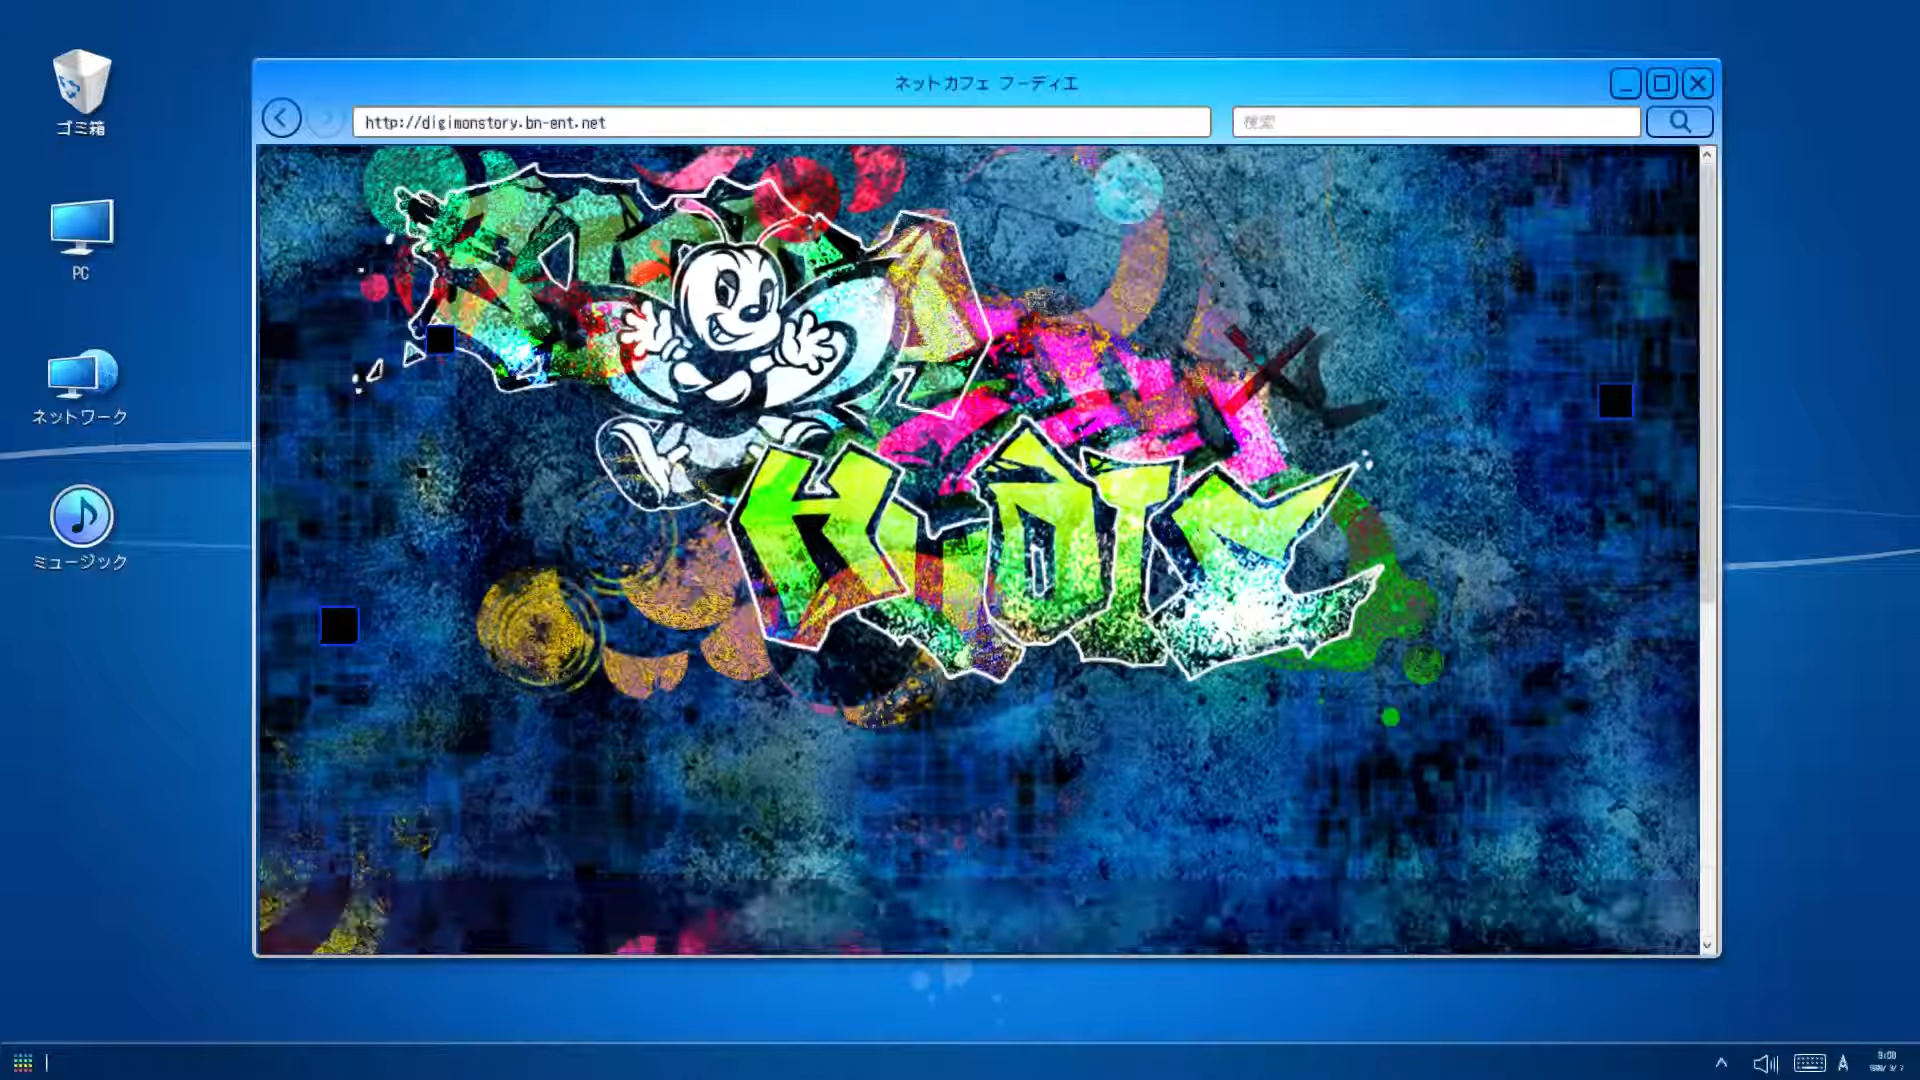 ネットカフェ フーディエ
http://digimonstory.bn-ent.net
検索
ゴミ箱
PC
ネットワーク
ミュージック
A